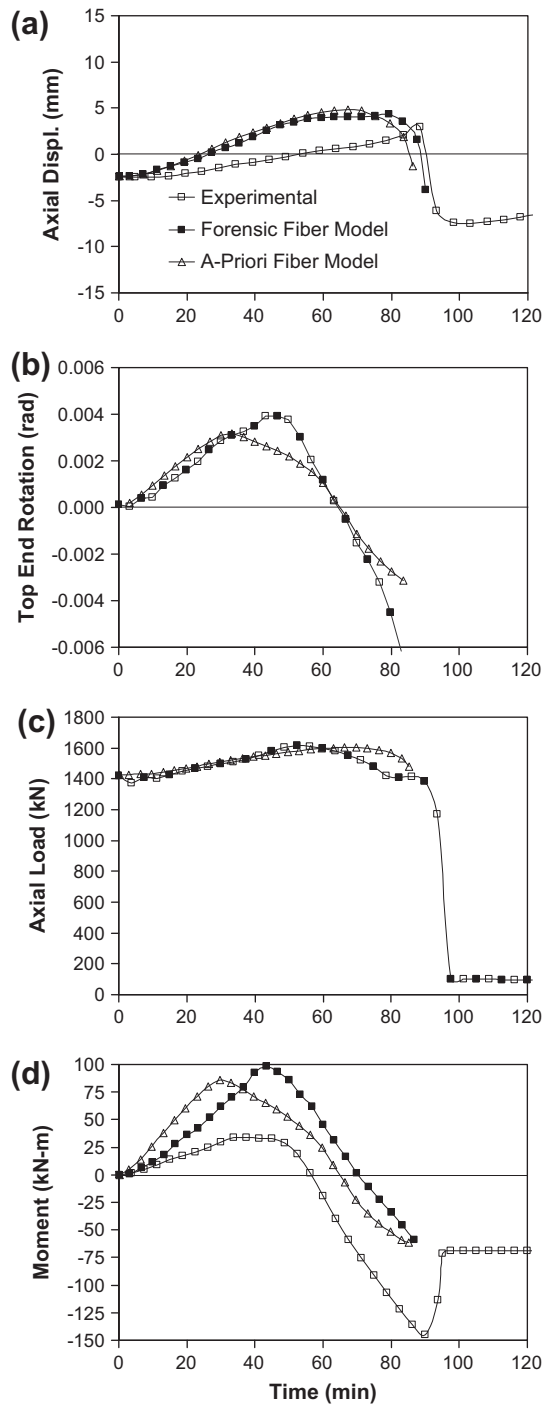 (a)
Axial Displ. (mm)
15
10
5
0
-5
-10
-15
Experimental
Forensic Fiber Model
A-Priori Fiber Model
0 20 40 60 80 100 120
(b)
Top End Rotation (rad)
0.006
0.004
0.002
0.000
-0.002
-0.004
-0.006
0 20 40 60 80 100 120
(c)
Axial Load (kN)
1800
1600
1400
1200
1000
800
600
400
200
0
0 20 40 60 80 100 120
(d)
Moment (kN-m)
100
75
50
25
0
-25
-50
-75
-100
-125
-150
0 20 40 60 80 100 120
Time (min)